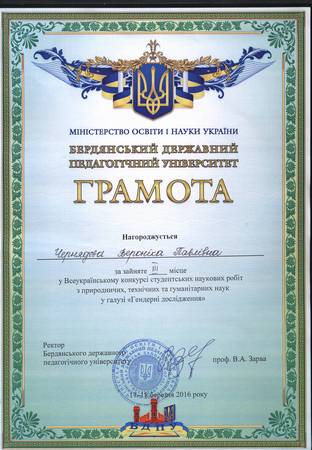 МІНІСТЕРСТВО ОСВІТИ І НАУКИ УКРАЇНИ
БЕРДЯНСЬКИЙ ДЕРЖАВНИЙ
ПЕДАГОГІЧНИЙ УНІВЕРСИТЕТ
ГРАМОТА
Нагороджується
Вероніка Павлівна
за зайняте III місце
у Всеукраїнському конкурсі студентських наукових робіт
з природничих, технічних та гуманітарних наук
у галузі «Гендерні дослідження»
Ректор
Бердянського державного
педагогічного університету
проф. В.А. Зарва
березня 2016 року
БДПУ